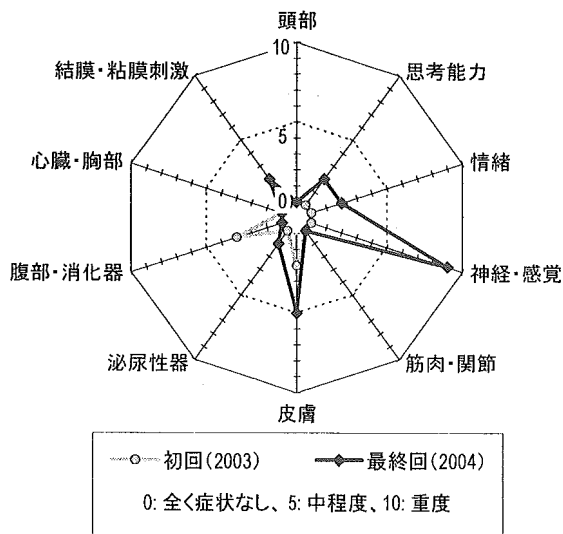 頭部
10
結膜・粘膜刺激
思考能力
5
心臓・胸部
情緒
0
腹部・消化器
神経・感覚
泌尿性器
筋肉・関節
皮膚
初回(2003)
最終回(2004)
0: 全く症状なし、5: 中程度、10: 重度